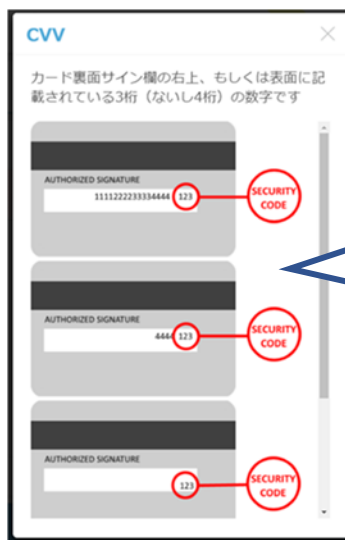 CVV
カード裏面サイン欄の右上、もしくは表面に記
載されている3桁（ないし4桁）の数字です
AUTHORIZED SIGNATURE
1111222233334444 123
SECURITY
CODE
AUTHORIZED SIGNATURE
4444 123
SECURITY
CODE
AUTHORIZED SIGNATURE
123
SECURITY
CODE